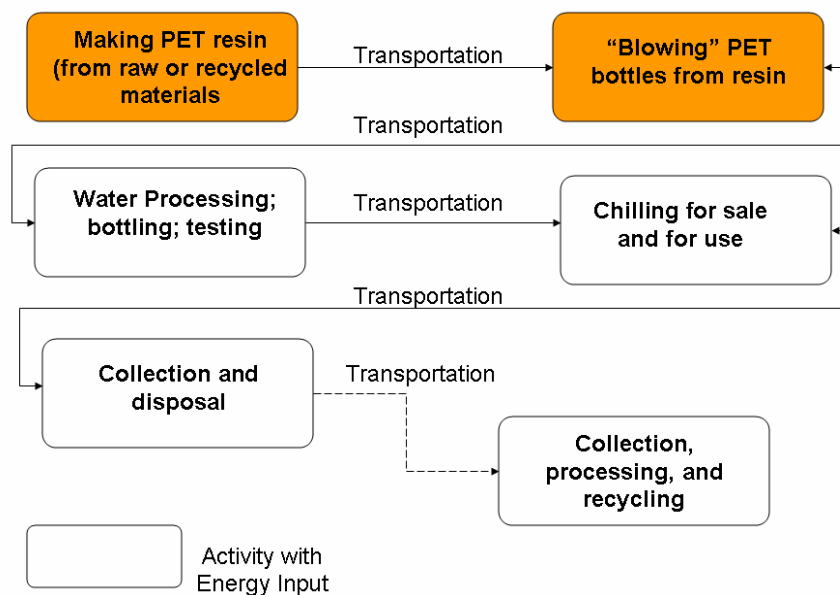 Making PET resin
(from raw or recycled
materials
Transportation
“Blowing” PET
bottles from resin
Transportation
Water Processing;
bottling; testing
Transportation
Chilling for sale
and for use
Transportation
Collection and
disposal
Transportation
Collection,
processing, and
recycling
Activity with
Energy Input